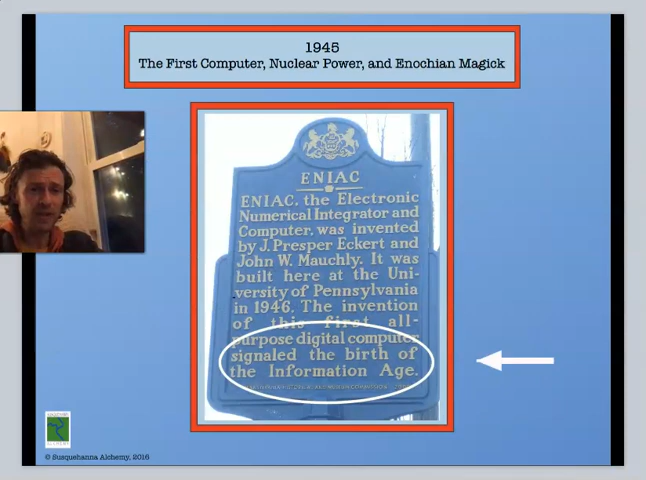 1945
The First Computer, Nuclear Power, and Enochian Magick
ENIAC
ENIAC, the Electronic
Numerical Integrator and
Computer, was invented
by J. Presper Eckert and
John W. Mauchly. It was
built here at the Uni-
versity of Pennsylvania
in 1946. The invention
of this first all-
purpose digital computer
signaled the birth of
the Information Age.
© Susquehanna Alchemy, 2016